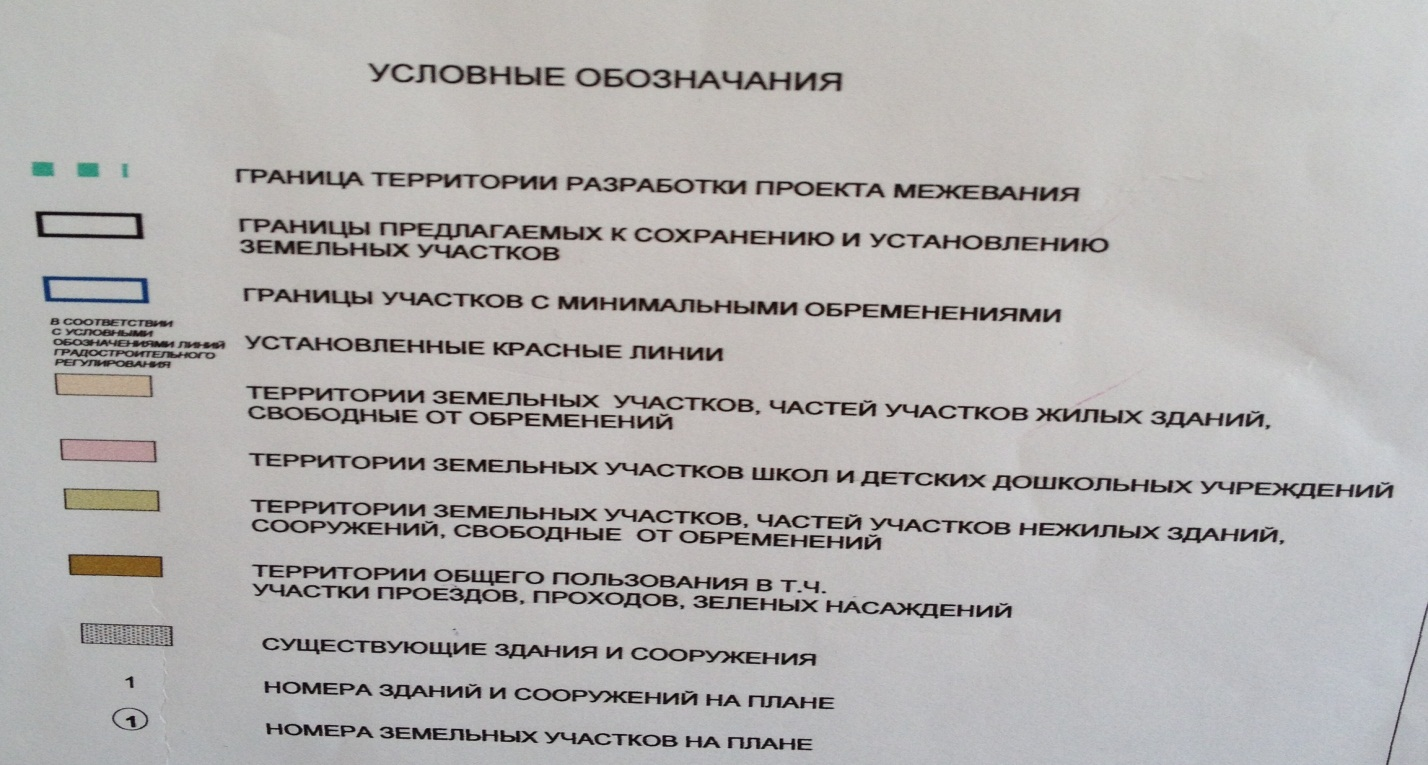 УСЛОВНЫЕ ОБОЗНАЧАНИЯ
ГРАНИЦА ТЕРРИТОРИИ РАЗРАБОТКИ ПРОЕКТА МЕЖЕВАНИЯ
ГРАНИЦЫ ПРЕДЛАГАЕМЫХ К СОХРАНЕНИЮ И УСТАНОВЛЕНИЮ
ЗЕМЕЛЬНЫХ УЧАСТКОВ
ГРАНИЦЫ УЧАСТКОВ С МИНИМАЛЬНЫМИ ОБРЕМЕНЕНИЯМИ
В СООТВЕТСТВИИ
С УСЛОВНЫМИ
ОБОЗНАЧЕНИЯМИ ЛИНИЙ
ГРАДОСТРОИТЕЛЬНОГО
РЕГУЛИРОВАНИЯ
УСТАНОВЛЕННЫЕ КРАСНЫЕ ЛИНИИ
ТЕРРИТОРИИ ЗЕМЕЛЬНЫХ УЧАСТКОВ, ЧАСТЕЙ УЧАСТКОВ ЖИЛЫХ ЗДАНИЙ,
СВОБОДНЫЕ ОТ ОБРЕМЕНЕНИЙ
ТЕРРИТОРИИ ЗЕМЕЛЬНЫХ УЧАСТКОВ ШКОЛ И ДЕТСКИХ ДОШКОЛЬНЫХ УЧРЕЖДЕНИЙ
ТЕРРИТОРИИ ЗЕМЕЛЬНЫХ УЧАСТКОВ, ЧАСТЕЙ УЧАСТКОВ НЕЖИЛЫХ ЗДАНИЙ,
СООРУЖЕНИЙ, СВОБОДНЫЕ ОТ ОБРЕМЕНЕНИЙ
ТЕРРИТОРИИ ОБЩЕГО ПОЛЬЗОВАНИЯ В Т.Ч.
УЧАСТКИ ПРОЕЗДОВ, ПРОХОДОВ, ЗЕЛЕНЫХ НАСАЖДЕНИЙ
СУЩЕСТВУЮЩИЕ ЗДАНИЯ И СООРУЖЕНИЯ
1 НОМЕРА ЗДАНИЙ И СООРУЖЕНИЙ НА ПЛАНЕ
1 НОМЕРА ЗЕМЕЛЬНЫХ УЧАСТКОВ НА ПЛАНЕ